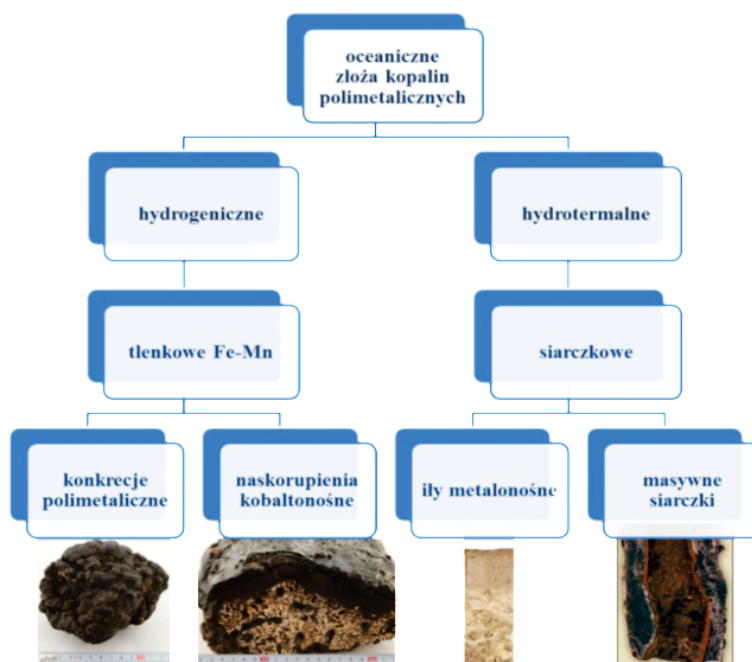 oceaniczne
złoża kopalin
polimetalicznych
hydrogeniczne
hydrotermalne
tlenkowe Fe-Mn
siarczkowe
konkrecje
polimetaliczne
naskorupienia
kobaltonośne
iły metalonośne
masywne
siarczki